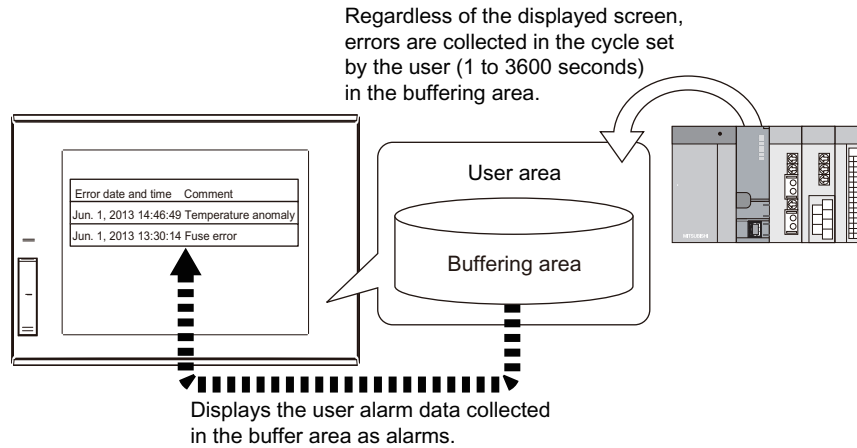 Regardless of the displayed screen,
errors are collected in the cycle set
by the user (1 to 3600 seconds)
in the buffering area.
User area
Error date and time Comment
Jun. 1, 2013 14:46:49 Temperature anomaly
Jun. 1, 2013 13:30:14 Fuse error
Buffering area
MITSUBISHI
Displays the user alarm data collected
in the buffer area as alarms.